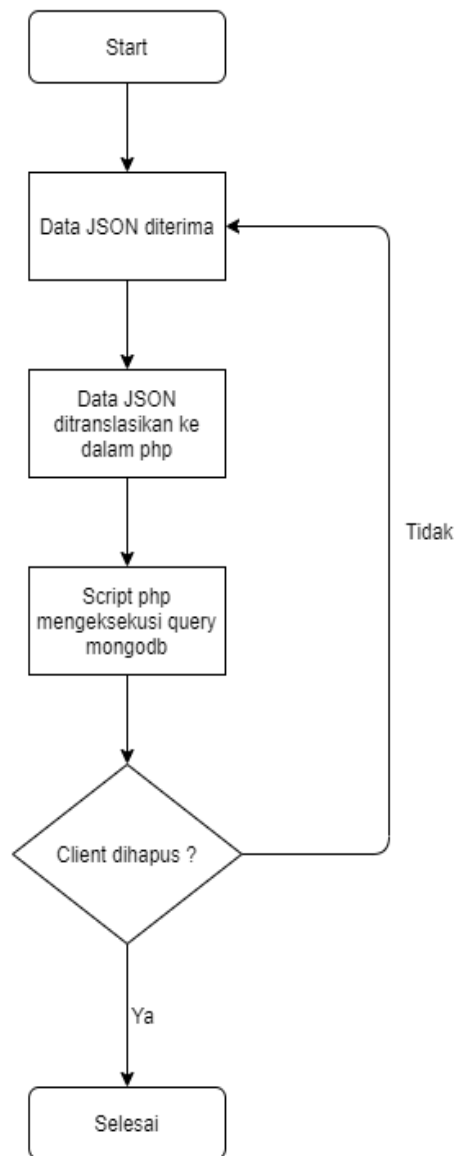 Start
Data JSON diterima
Data JSON
ditranslasikan ke
dalam php
Tidak
Script php
mengeksekusi query
mongodb
Client dihapus ?
Ya
Selesai